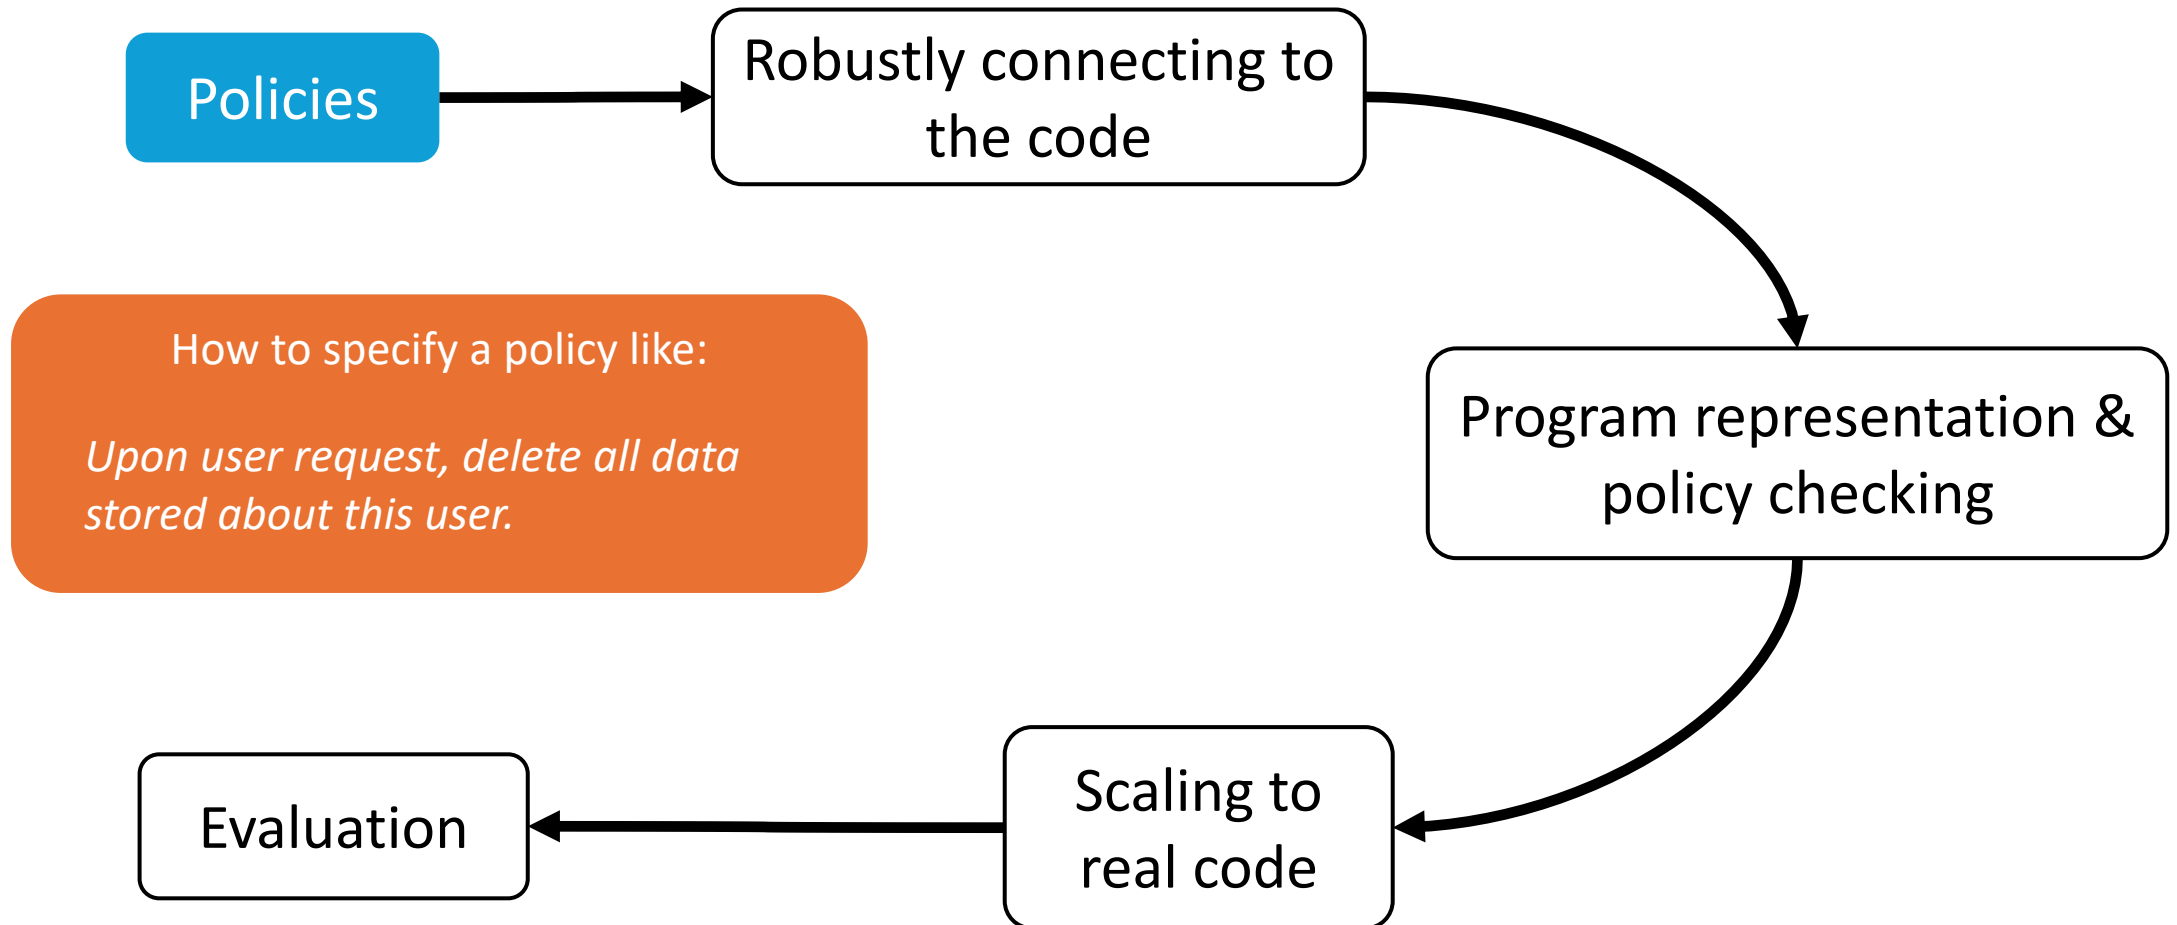 Policies
Robustly connecting to
the code
How to specify a policy like:
Upon user request, delete all data
stored about this user.
Program representation &
policy checking
Scaling to
real code
Evaluation